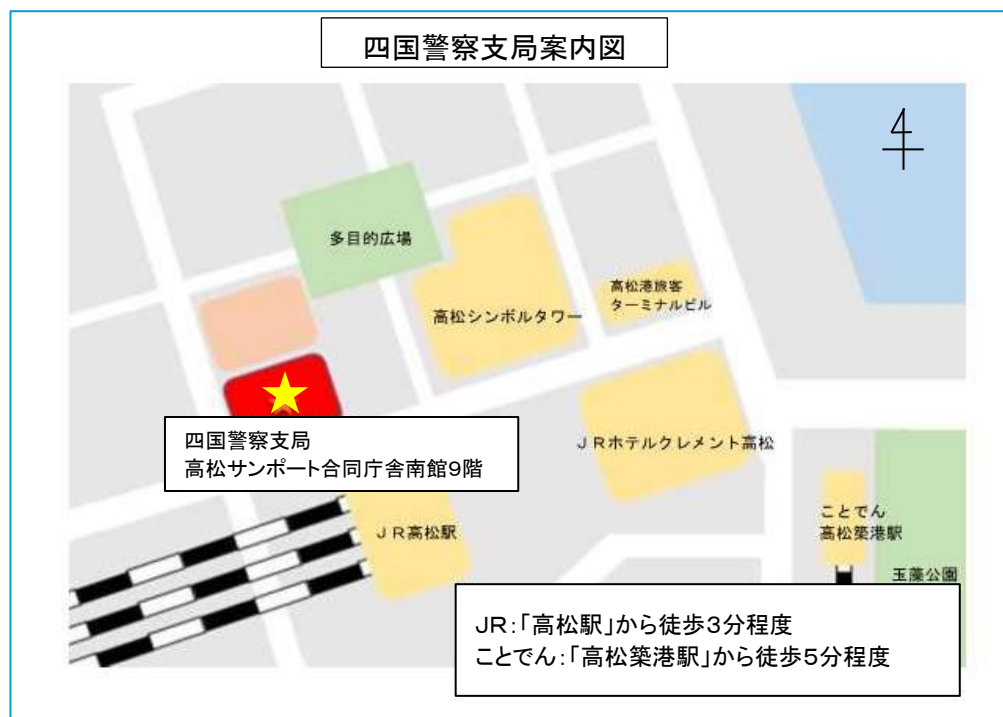 四国警察支局案内図
多目的広場
高松シンボルタワー
高松港旅客
ターミナルビル
四国警察支局
高松サンポート合同庁舎南館9階
JRホテルクレメント高松
JR高松駅
ことでん
高松築港駅
玉藻公園
JR:「高松駅」から徒歩3分程度
ことでん:「高松築港駅」から徒歩5分程度